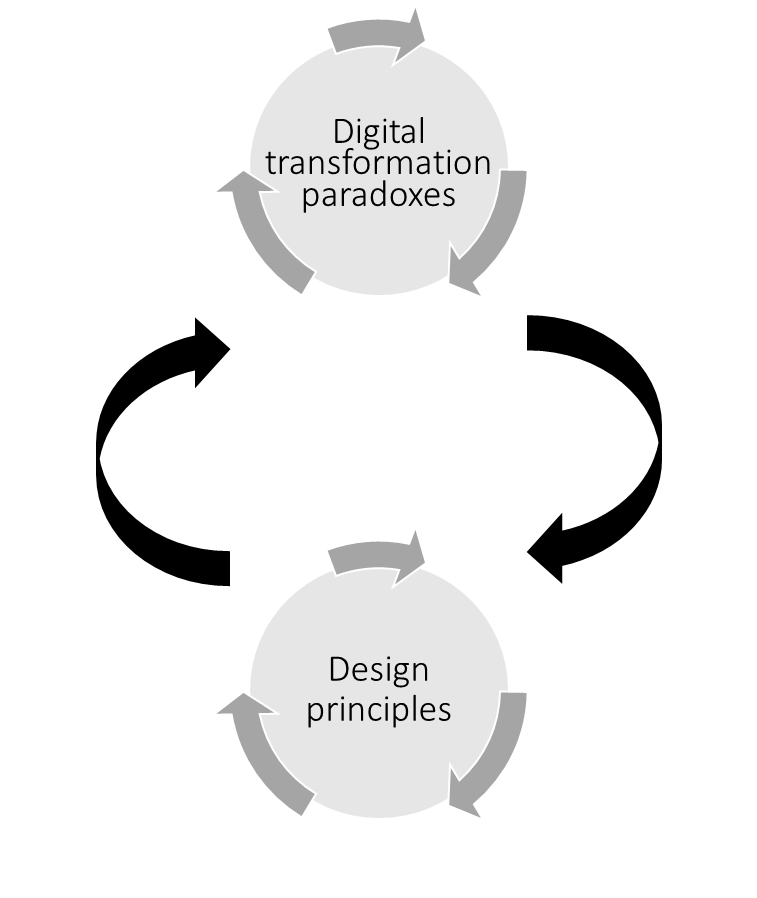 Digital
transformation
paradoxes
Design
principles